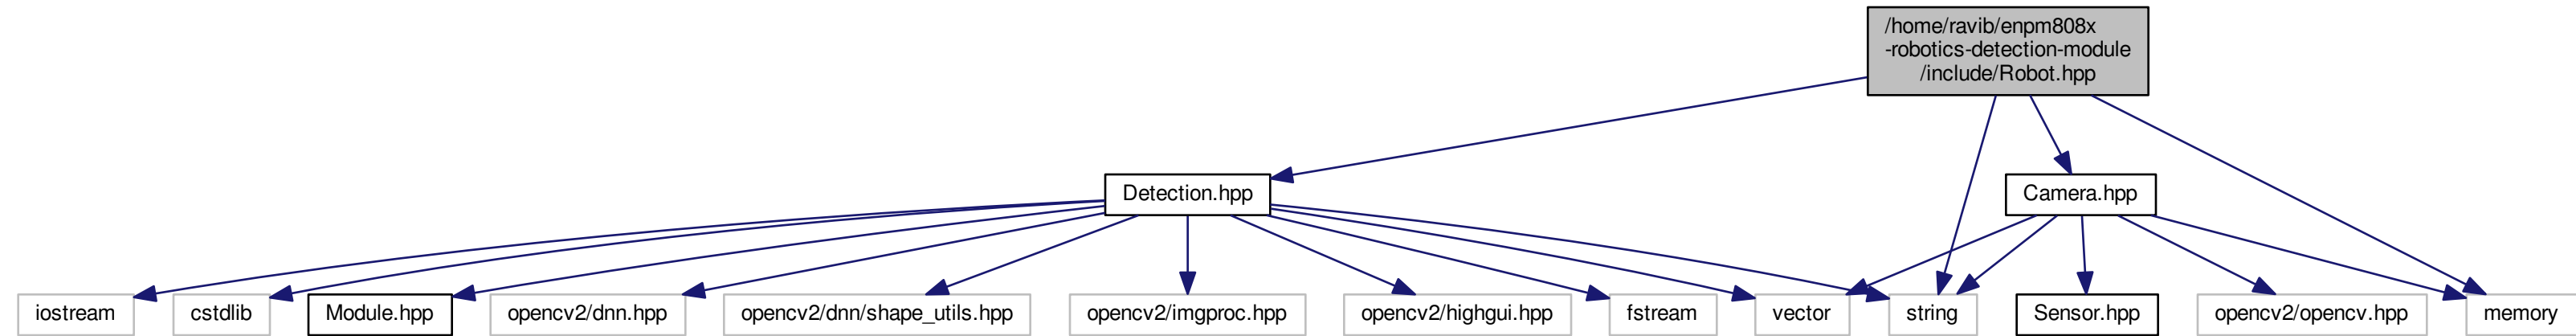 /home/ravib/enpm808x
-robotics-detection-module
/include/Robot.hpp
Detection.hpp
Camera.hpp
iostream
cstdlib
Module.hpp
opencv2/dnn.hpp
opencv2/dnn/shape_utils.hpp
opencv2/imgproc.hpp
opencv2/highgui.hpp
fstream
vector
string
Sensor.hpp
opencv2/opencv.hpp
memory